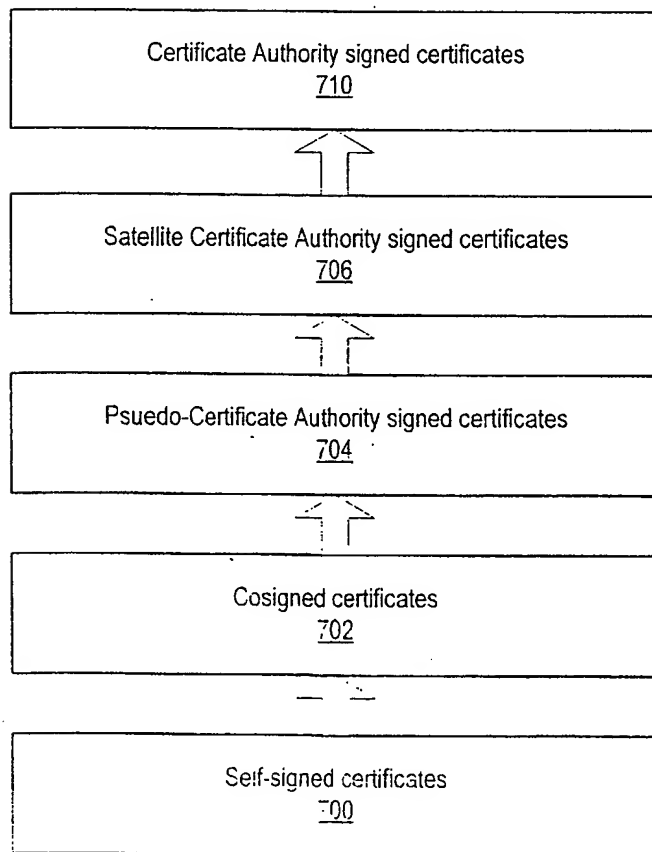 Certificate Authority signed certificates
710
Satellite Certificate Authority signed certificates
706
Psuedo-Certificate Authority signed certificates
704
Cosigned certificates
702
Self-signed certificates
700